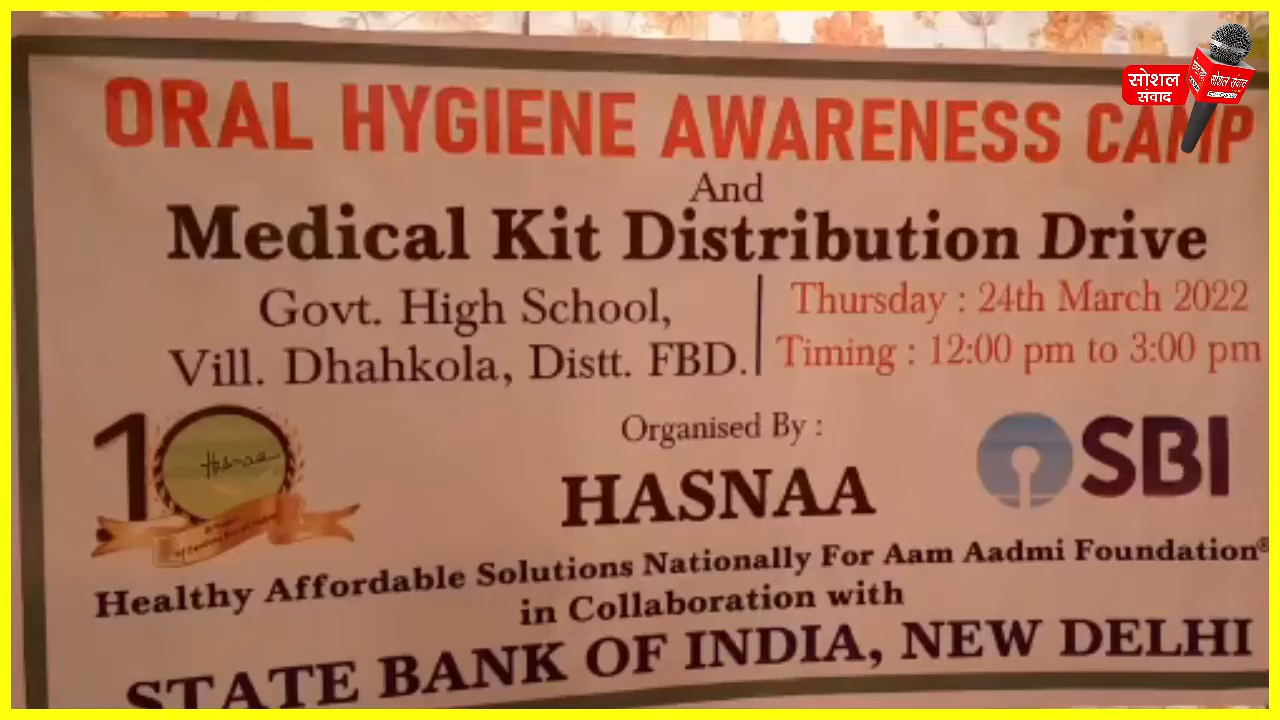 ORAL HYGIENE AWARENESS CAMP
सोशल
संवाद
And
Medical Kit Distribution Drive
Govt. High School,
Vill. Dhahkola, Distt. FBD.
Thursday : 24th March 2022
Timing : 12:00 pm to 3:00 pm
10
Hasnaa
Organised By :
HASNAA
SBI
Healthy Affordable Solutions Nationally For Aam Aadmi Foundation®
in Collaboration with
STATE BANK OF INDIA, NEW DELHI